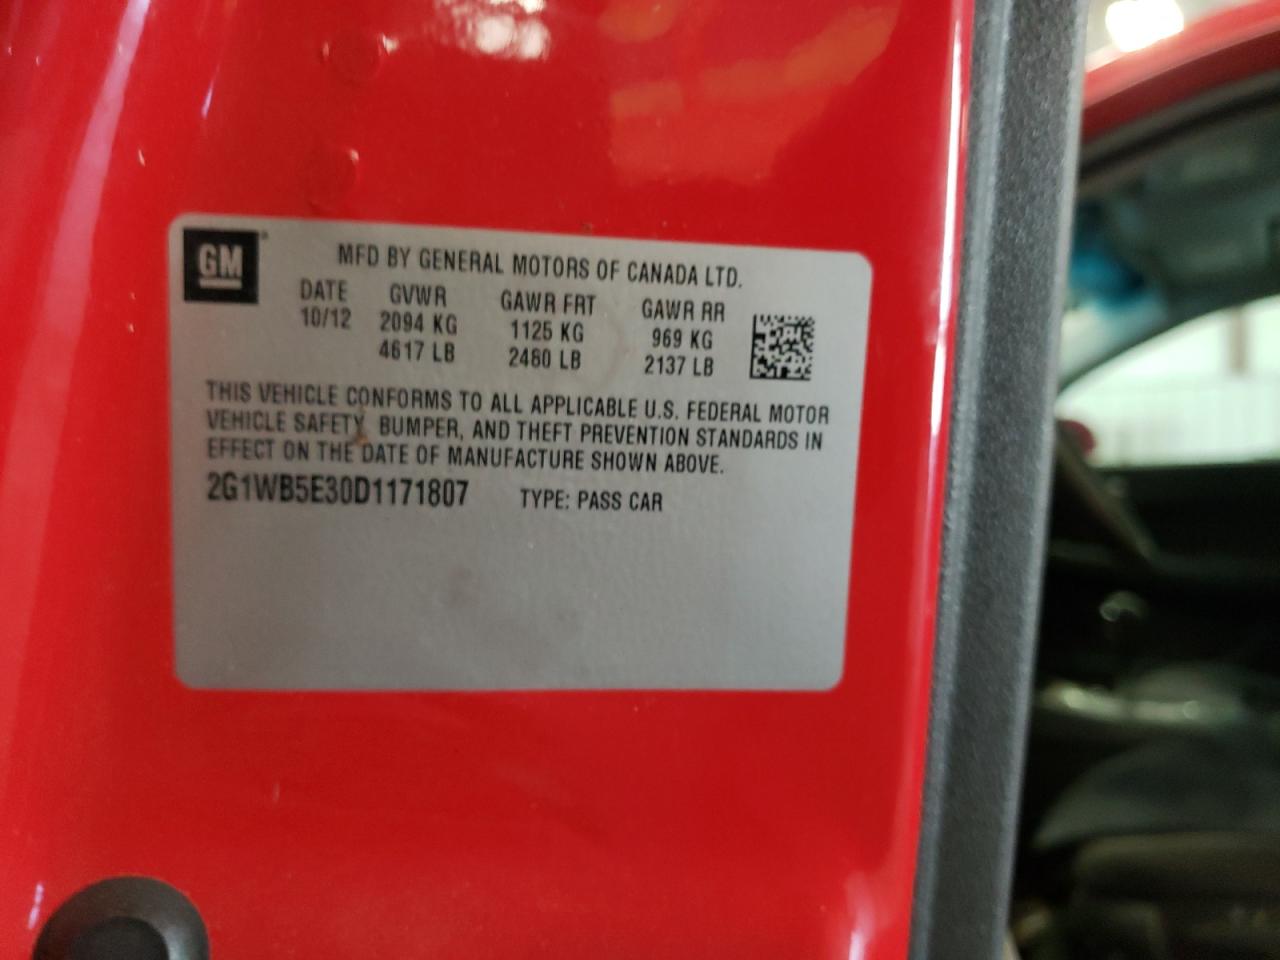 GM
MFD BY GENERAL MOTORS OF CANADA LTD.
DATE GVWR GAWR FRT GAWR RR
10/12 2094 KG 1125 KG 969 KG
4617 LB 2480 LB 2137 LB
THIS VEHICLE CONFORMS TO ALL APPLICABLE U.S. FEDERAL MOTOR
VEHICLE SAFETY, BUMPER, AND THEFT PREVENTION STANDARDS IN
EFFECT ON THE DATE OF MANUFACTURE SHOWN ABOVE.
2G1WB5E30D1171807 TYPE: PASS CAR